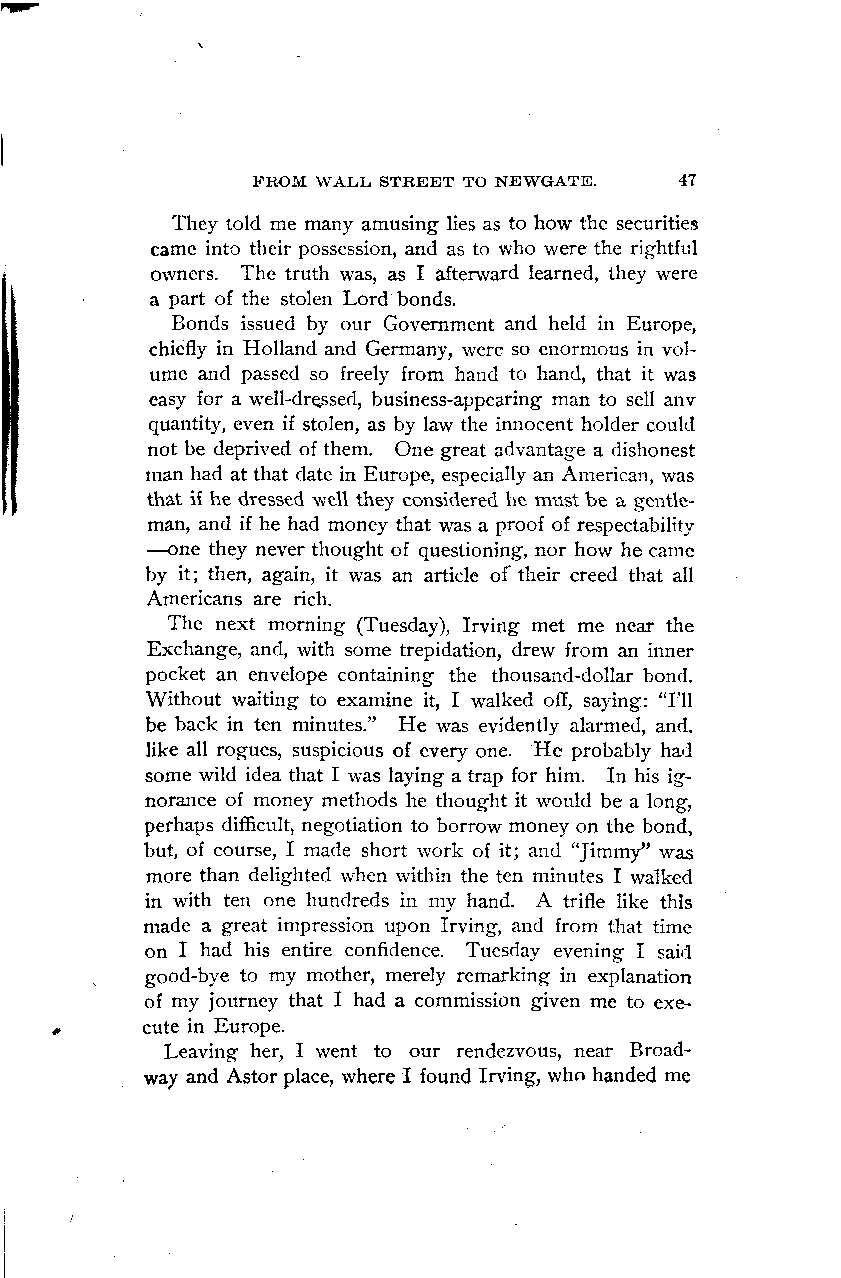 FROM WALL STREET TO NEWGATE. 47
They told me many amusing lies as to how the securities
came into their possession, and as to who were the rightful
owners. The truth was, as I afterward learned, they were
a part of the stolen Lord bonds.
Bonds issued by our Government and held in Europe,
chiefly in Holland and Germany, were so enormous in vol-
ume and passed so freely from hand to hand, that it was
easy for a well-dressed, business-appearing man to sell any
quantity, even if stolen, as by law the innocent holder could
not be deprived of them. One great advantage a dishonest
man had at that date in Europe, especially an American, was
that if he dressed well they considered he must be a gentle-
man, and if he had money that was a proof of respectability
—one they never thought of questioning, nor how he came
by it; then, again, it was an article of their creed that all
Americans are rich.
The next morning (Tuesday), Irving met me near the
Exchange, and, with some trepidation, drew from an inner
pocket an envelope containing the thousand-dollar bond.
Without waiting to examine it, I walked off, saying: “I’ll
be back in ten minutes.” He was evidently alarmed, and,
like all rogues, suspicious of every one. He probably had
some wild idea that I was laying a trap for him. In his ig-
norance of money methods he thought it would be a long,
perhaps difficult, negotiation to borrow money on the bond,
but, of course, I made short work of it; and “Jimmy” was
more than delighted when within the ten minutes I walked
in with ten one hundreds in my hand. A trifle like this
made a great impression upon Irving, and from that time
on I had his entire confidence. Tuesday evening I said
good-bye to my mother, merely remarking in explanation
of my journey that I had a commission given me to exe-
cute in Europe.
Leaving her, I went to our rendezvous, near Broad-
way and Astor place, where I found Irving, who handed me